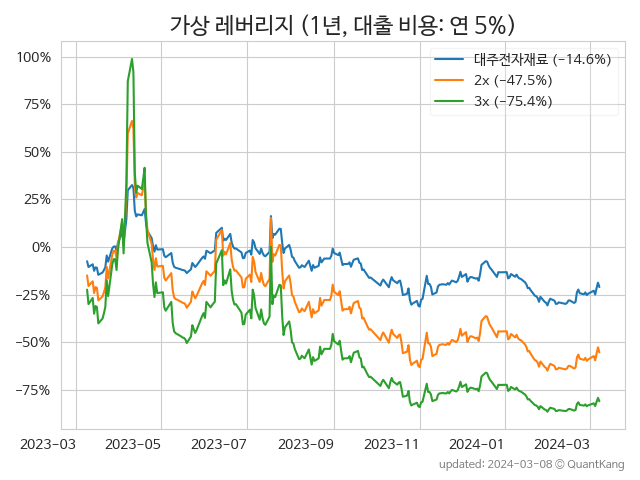 가상 레버리지 (1년, 대출 비용: 연 5%)
대주전자재료 (−14.6%)
2x (−47.5%)
3x (−75.4%)
100%
75%
50%
25%
0%
−25%
−50%
−75%
2023-03 2023-05 2023-07 2023-09 2023-11 2024-01 2024-03
updated: 2024-03-08 ⓒ QuantKang